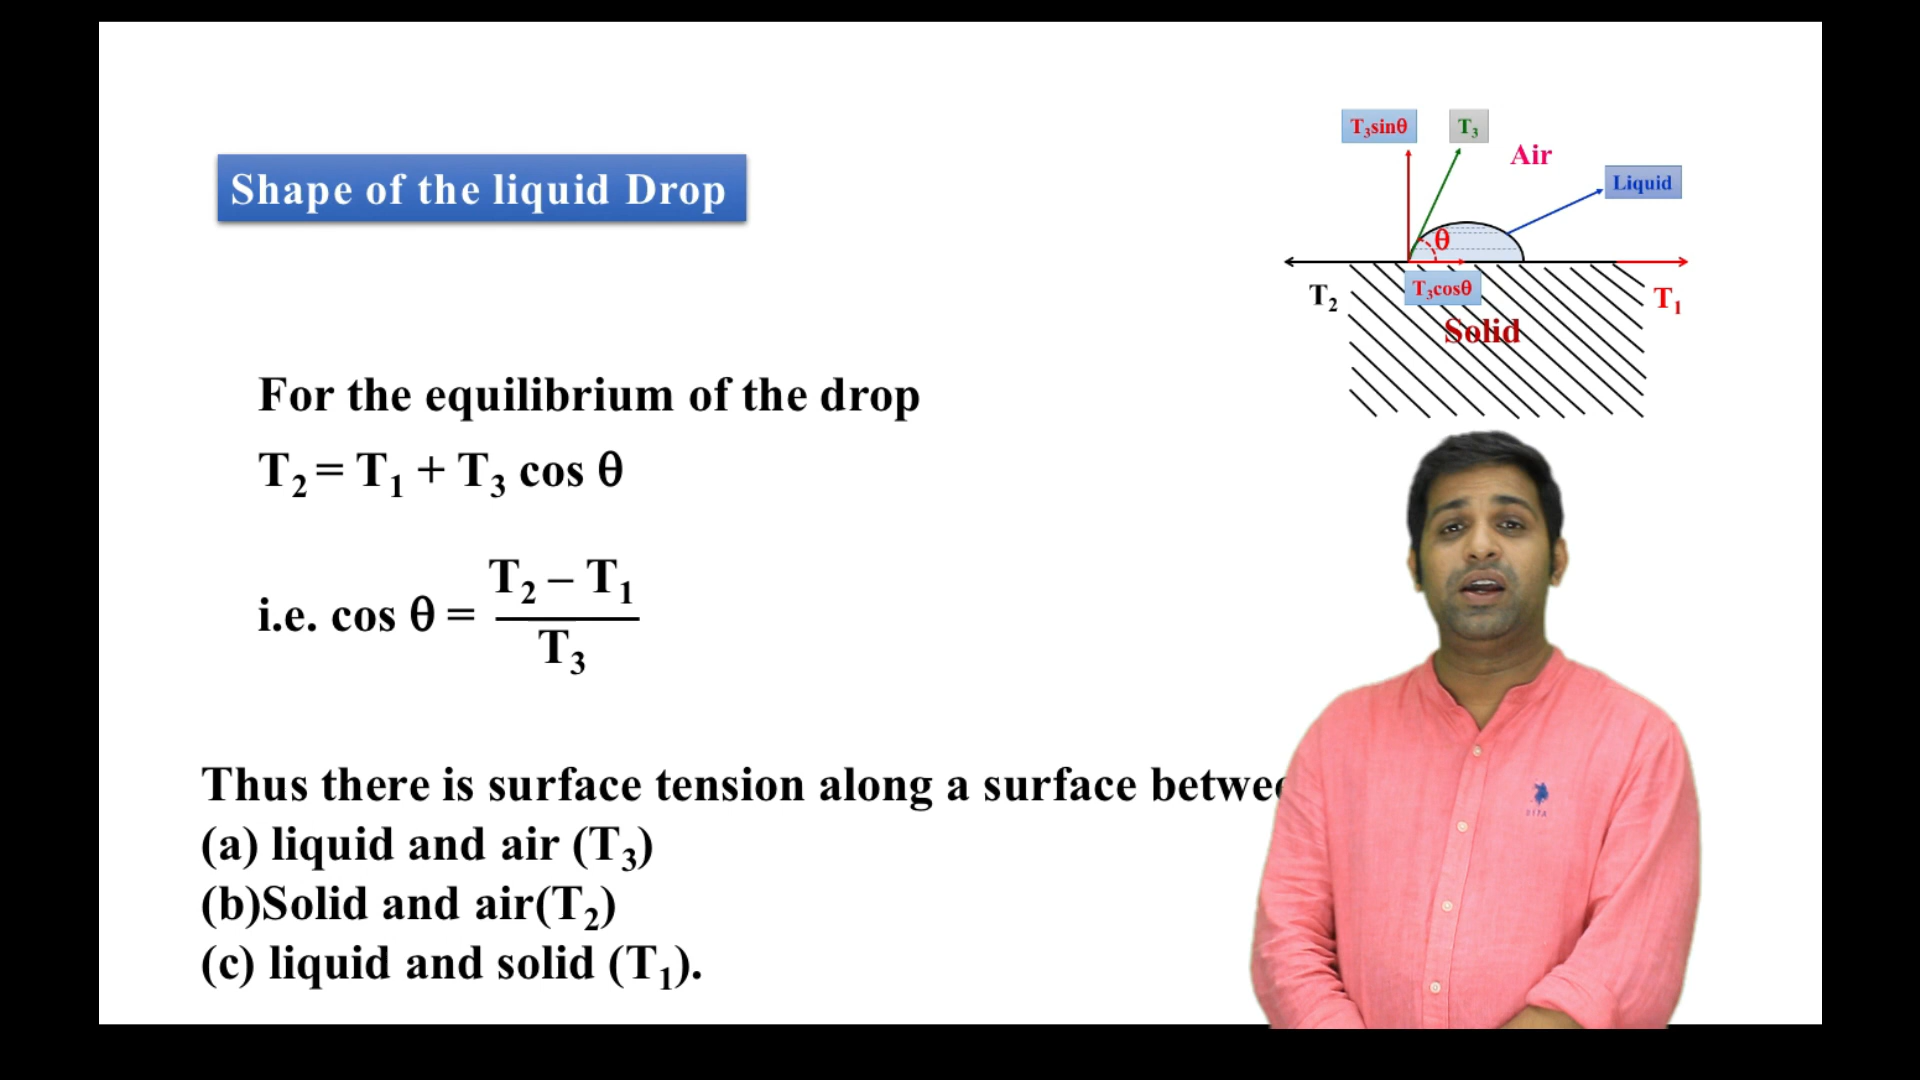 Shape of the liquid Drop
T₃sinθ
T₃
Air
Liquid
θ
T₂
T₃cosθ
T₁
Solid
For the equilibrium of the drop
T₂ = T₁ + T₃ cos θ
i.e. cos θ = (T₂ – T₁) / T₃
Thus there is surface tension along a surface
(a) liquid and air (T₃)
(b)Solid and air(T₂)
(c) liquid and solid (T₁).